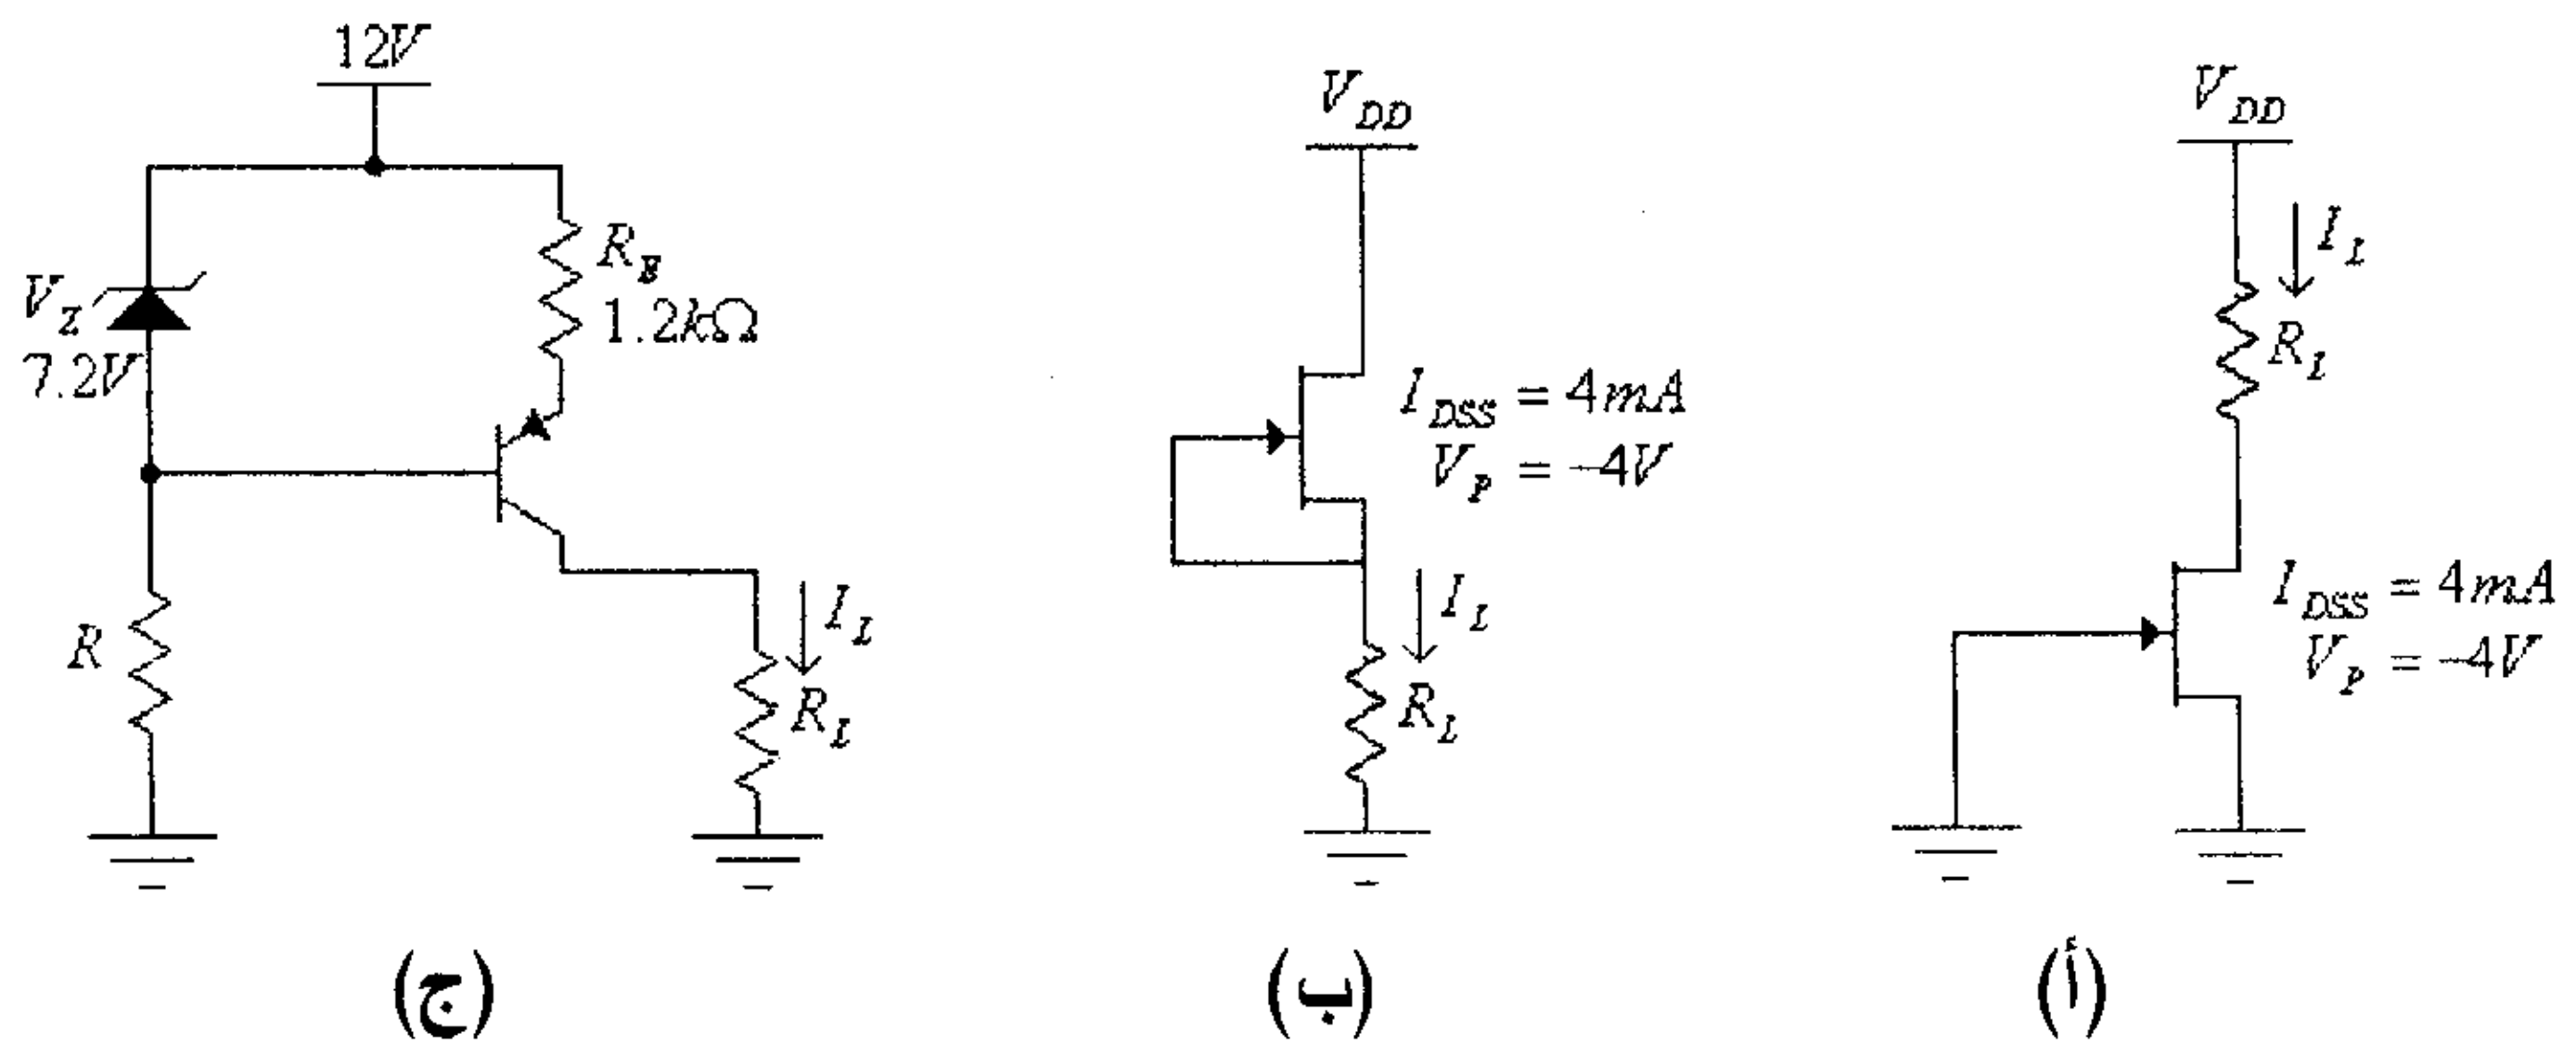 12V
R_E
1.2kΩ
V_Z
7.2V
R
I_L
R_L
(ج)
V_DD
I_DSS = 4mA
V_P = -4V
I_L
R_L
(ب)
V_DD
I_L
R_L
I_DSS = 4mA
V_P = -4V
(أ)